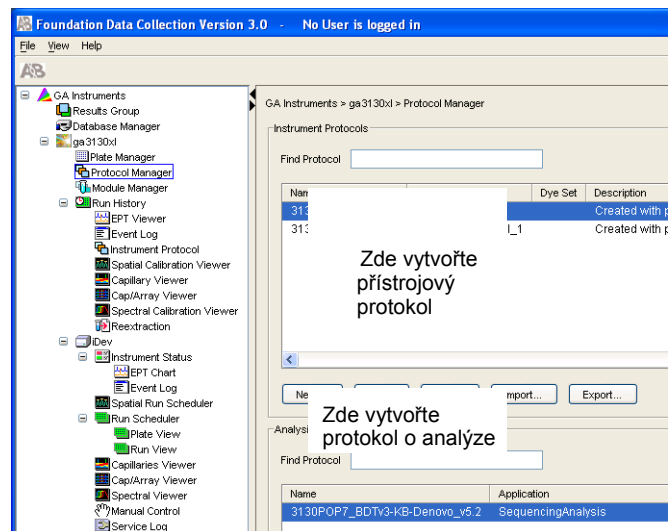 Foundation Data Collection Version 3.0 - No User is logged in
File View Help
AB
GA Instruments
Results Group
Database Manager
ga3130xl
Plate Manager
Protocol Manager
Module Manager
Run History
EPT Viewer
Event Log
Instrument Protocol
Spatial Calibration Viewer
Capillary Viewer
Cap/Array Viewer
Spectral Calibration Viewer
Reextraction
iDev
Instrument Status
EPT Chart
Event Log
Spatial Run Scheduler
Run Scheduler
Plate View
Run View
Capillaries Viewer
Cap/Array Viewer
Spectral Viewer
Manual Control
Service Log
GA Instruments > ga3130xl > Protocol Manager
Instrument Protocols
Find Protocol
Dye Set Description
Created with
Created with
Zde vytvořte
přístrojový
protokol
Export...
Zde vytvořte
protokol o analýze
Find Protocol
Name Application
3130POP7_BDTv3-KB-Denovo_v5.2 SequencingAnalysis